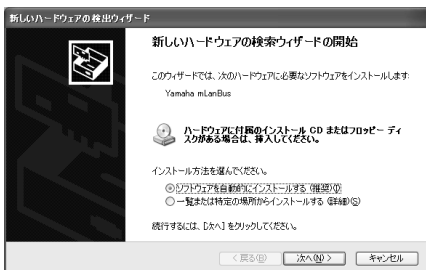 新しいハードウェアの検出ウィザード
新しいハードウェアの検索ウィザードの開始
このウィザードでは、次のハードウェアに必要なソフトウェアをインストールします:
Yamaha mLanBus
ハードウェアに付属のインストール CD またはフロッピー ディ
スクがある場合は、挿入してください。
インストール方法を選んでください。
ソフトウェアを自動的にインストールする (推奨)(I)
一覧または特定の場所からインストールする (詳細)(S)
続行するには、[次へ] をクリックしてください。
< 戻る(B) 次へ(N) > キャンセル